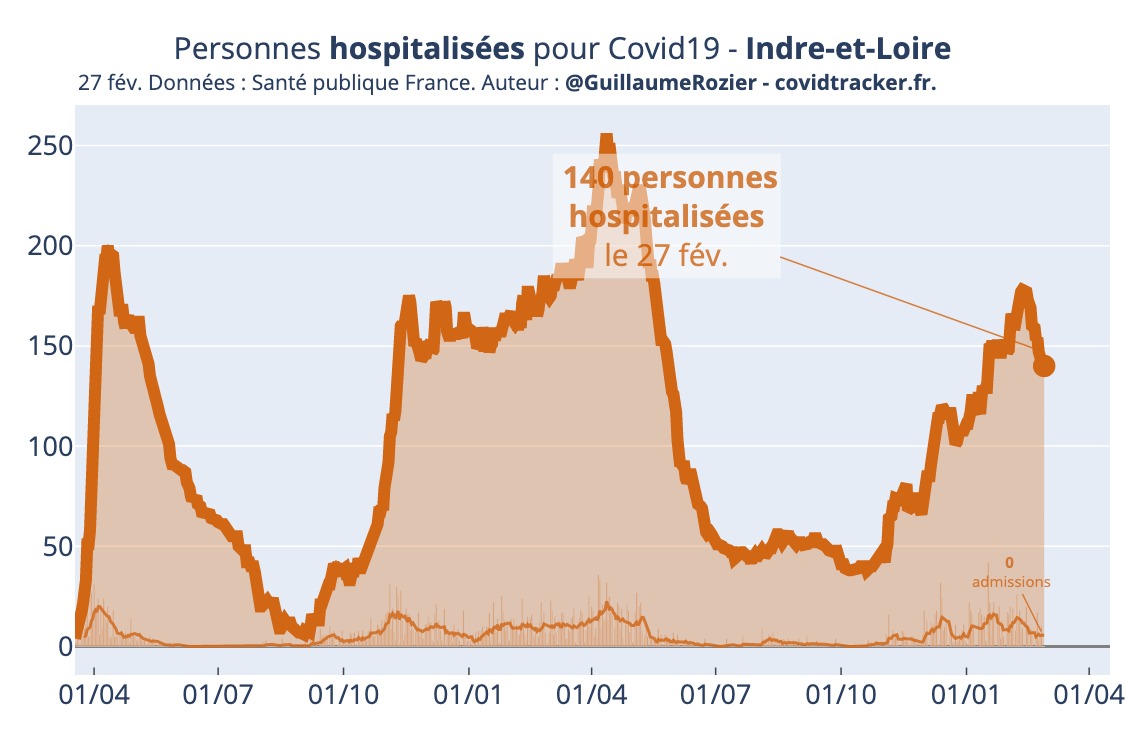 Personnes hospitalisées pour Covid19 - Indre-et-Loire
27 fév. Données : Santé publique France. Auteur : @GuillaumeRozier - covidtracker.fr.
250
200
150
100
50
0
140 personnes
hospitalisées
le 27 fév.
0
admissions
01/04 01/07 01/10 01/01 01/04 01/07 01/10 01/01 01/04